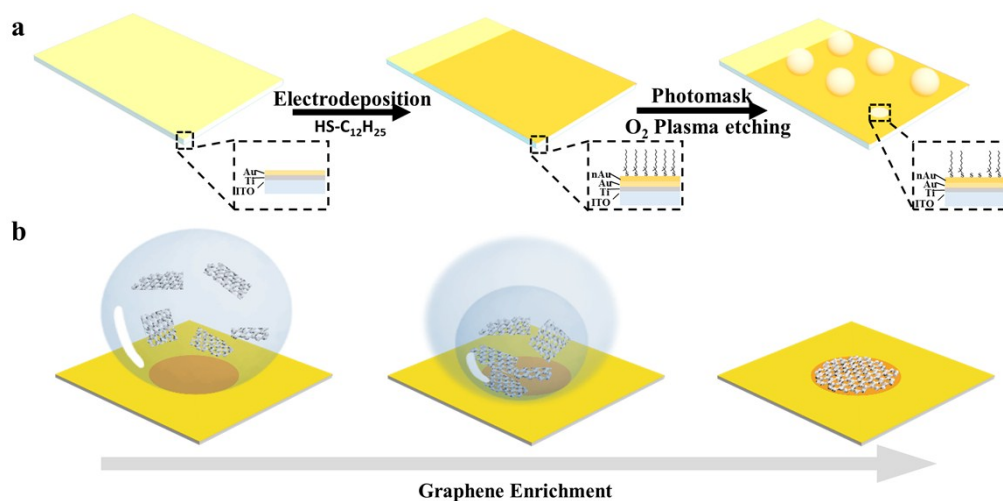 a
Electrodeposition
HS-C₁₂H₂₅
Photomask
O₂ Plasma etching
Au
Ti
ITO
nAu
Au
Ti
ITO
nAu
Au
Ti
ITO
b
Graphene Enrichment